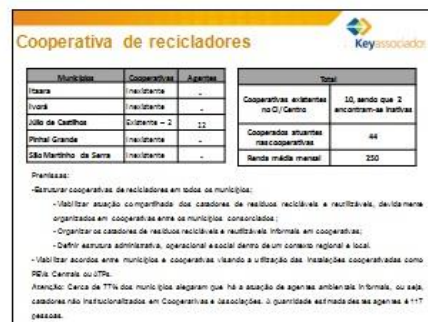 Cooperativa de recicladores
Keyassociados
Municípios Cooperativas Agentes
Itaara Inexistente -
Ivorá Inexistente -
Júlio de Castilhos Existente – 2 12
Pinhal Grande Inexistente -
São Martinho da Serra Inexistente -
Total
Cooperativas existentes no CI/Centro 10, sendo que 2 encontram-se inativas
Cooperados atuantes nas cooperativas 44
Renda média mensal 250
Premissas:
-Estruturar cooperativas de recicladores em todos os municípios;
- Viabilizar atuação compartilhada dos catadores de resíduos recicláveis e reutilizáveis, devidamente
organizados em cooperativas entre os municípios consorciados;
- Organizar os catadores de resíduos recicláveis e reutilizáveis informais em cooperativas;
- Definir estrutura administrativa, operacional e social dentro de um contexto regional e local.
- Viabilizar acordos entre municípios e cooperativas visando a utilização das instalações cooperativadas como
PEVs Centrais ou UTPs.
Atenção: Cerca de 77% dos municípios alegaram que há a atuação de agentes ambientais informais, ou seja,
catadores não institucionalizados em Cooperativas e Associações. A quantidade estimada destes agentes é 117
pessoas.